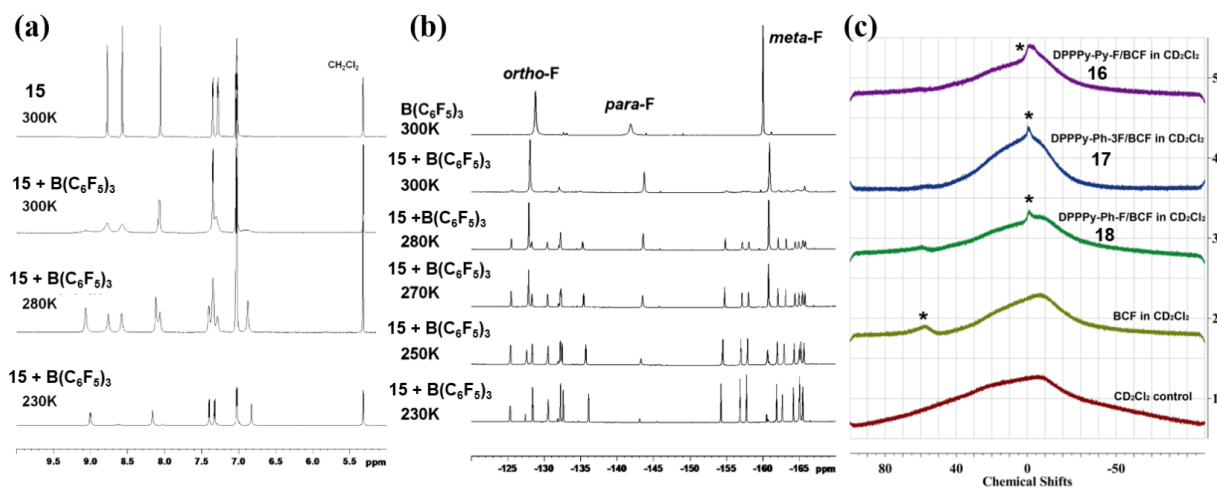 (a)
15
300K
CH₂Cl₂
15 + B(C₆F₅)₃
300K
15 + B(C₆F₅)₃
280K
15 + B(C₆F₅)₃
230K
9.5 9.0 8.5 8.0 7.5 7.0 6.5 6.0 5.5 ppm
(b)
ortho-F
para-F
meta-F
B(C₆F₅)₃
300K
15 + B(C₆F₅)₃
300K
15 +B(C₆F₅)₃
280K
15 + B(C₆F₅)₃
270K
15 + B(C₆F₅)₃
250K
15 + B(C₆F₅)₃
230K
-125 -130 -135 -140 -145 -150 -155 -160 -165 ppm
(c)
* DPPPy-Py-F/BCF in CD₂Cl₂
16
5
* DPPPy-Ph-3F/BCF in CD₂Cl₂
17
4
* DPPPy-Ph-F/BCF in CD₂Cl₂
18
3
* BCF in CD₂Cl₂
2
CD₂Cl₂ control
1
80 40 0 -50
Chemical Shifts